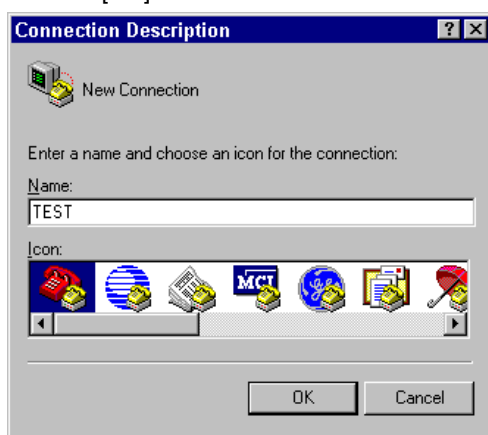 Connection Description
New Connection
Enter a name and choose an icon for the connection:
Name:
TEST
Icon:
MCI
OK Cancel